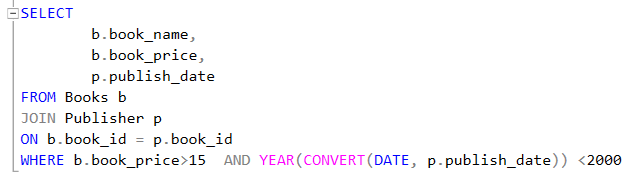 SELECT
b.book_name,
b.book_price,
p.publish_date
FROM Books b
JOIN Publisher p
ON b.book_id = p.book_id
WHERE b.book_price>15  AND YEAR(CONVERT(DATE, p.publish_date)) <2000